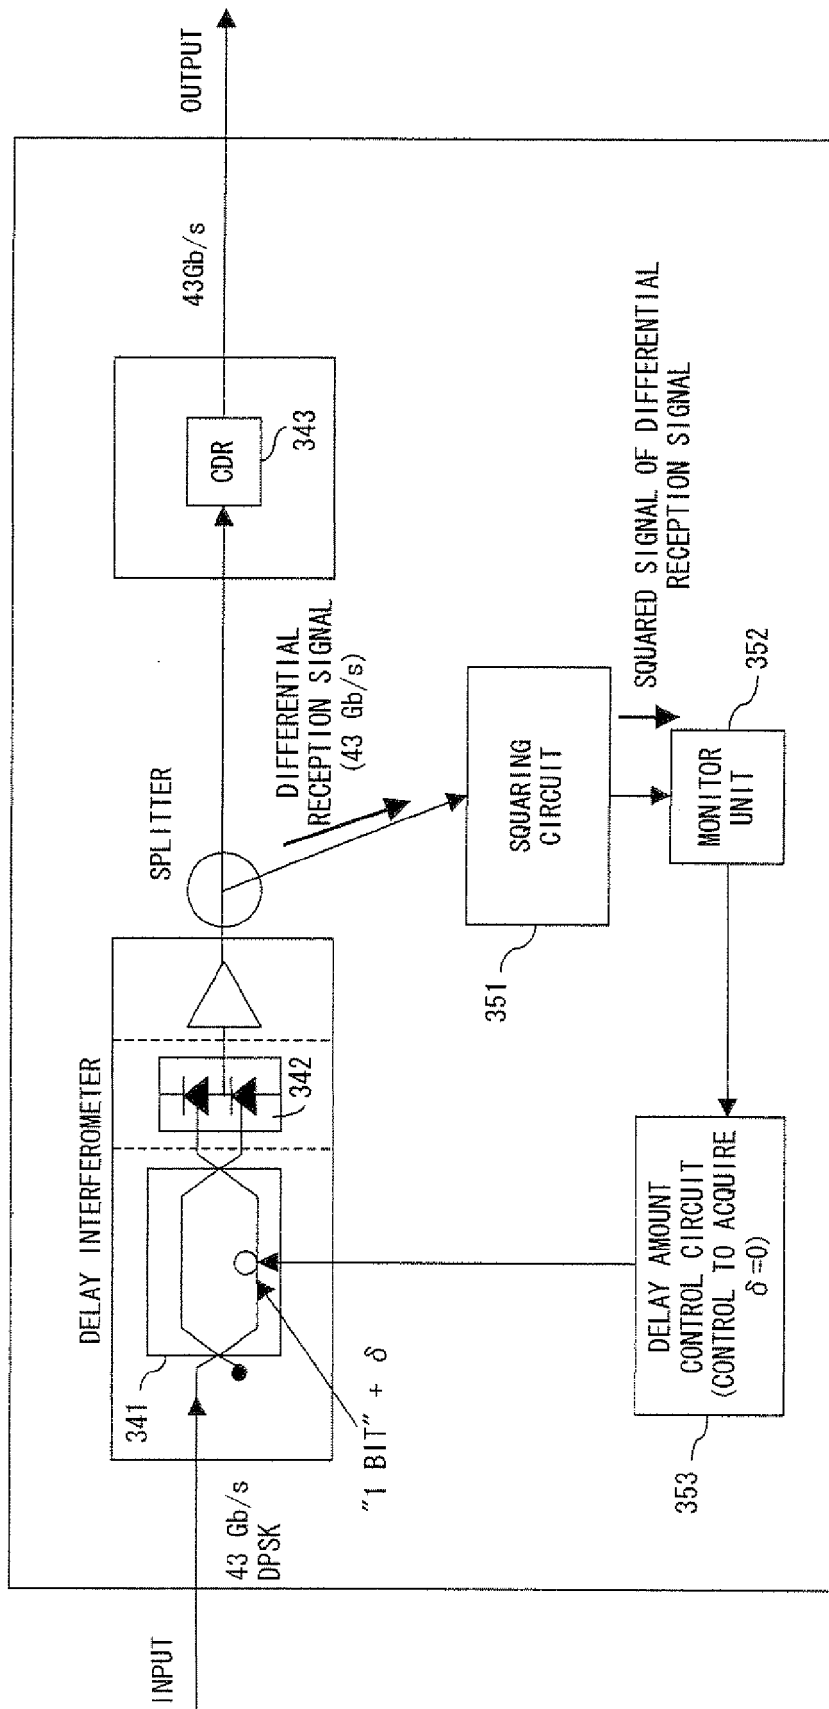 INPUT
43 Gb/s
DPSK
DELAY INTERFEROMETER
341
342
"1 BIT" + δ
SPLITTER
DIFFERENTIAL
RECEPTION SIGNAL
(43 Gb/s)
CDR
343
43Gb/s
OUTPUT
SQUARING
CIRCUIT
351
SQUARED SIGNAL OF DIFFERENTIAL
RECEPTION SIGNAL
MONITOR
UNIT
352
DELAY AMOUNT
CONTROL CIRCUIT
(CONTROL TO ACQUIRE
δ=0)
353